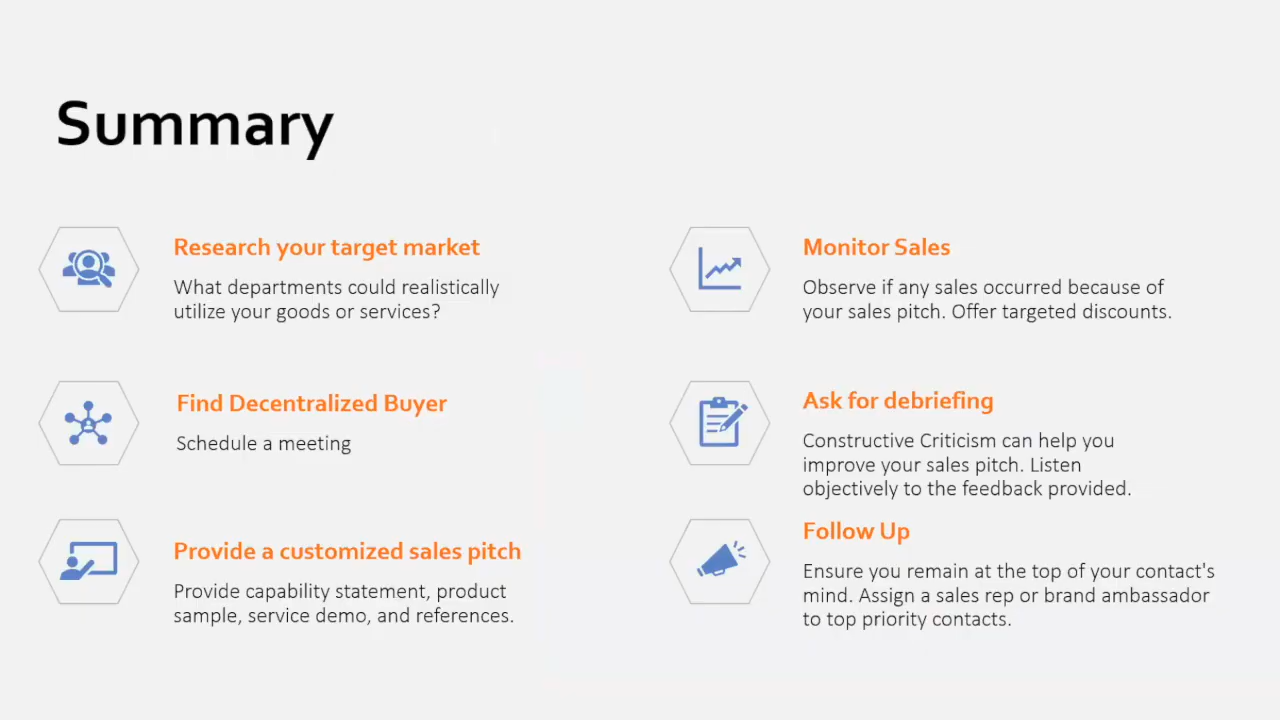 Summary
Research your target market
What departments could realistically
utilize your goods or services?
Find Decentralized Buyer
Schedule a meeting
Provide a customized sales pitch
Provide capability statement, product
sample, service demo, and references.
Monitor Sales
Observe if any sales occurred because of
your sales pitch. Offer targeted discounts.
Ask for debriefing
Constructive Criticism can help you
improve your sales pitch. Listen
objectively to the feedback provided.
Follow Up
Ensure you remain at the top of your contact's
mind. Assign a sales rep or brand ambassador
to top priority contacts.